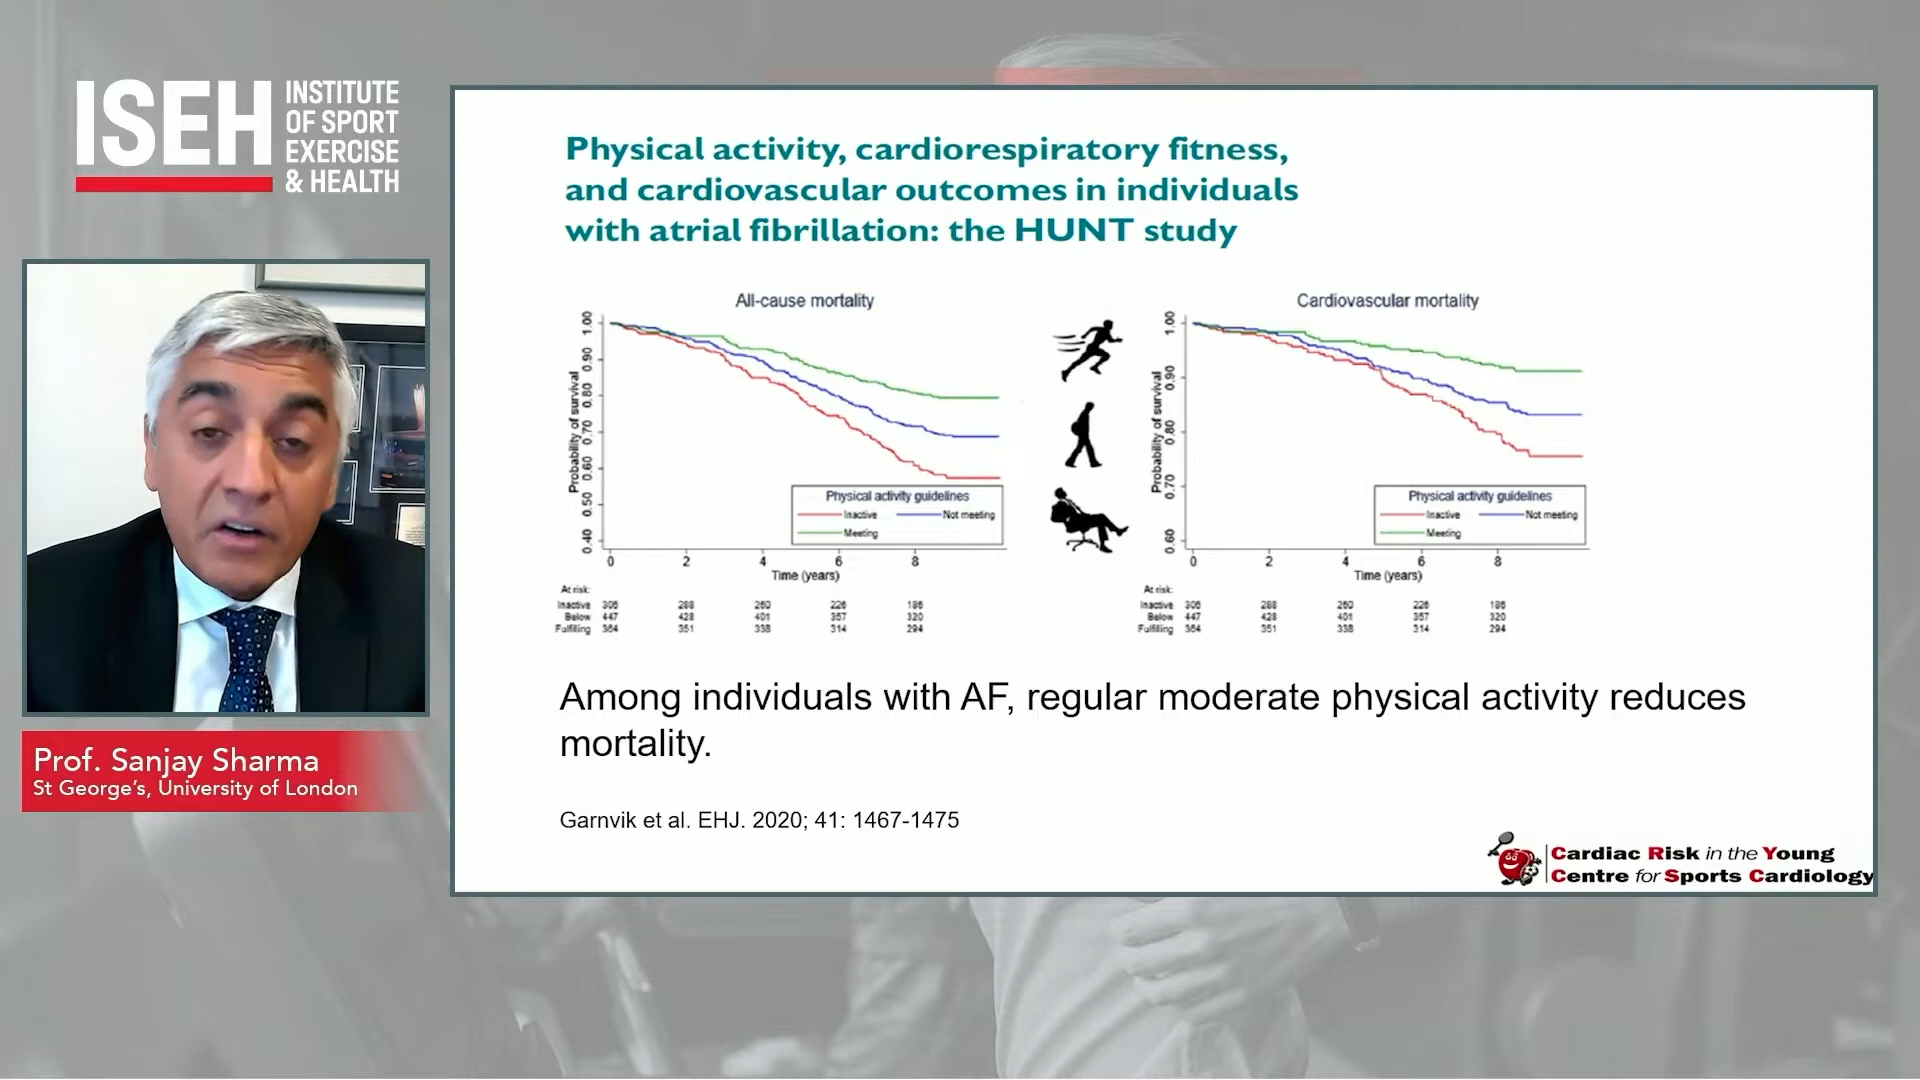 ISEH
INSTITUTE
OF SPORT
EXERCISE
& HEALTH
Prof. Sanjay Sharma
St George's, University of London
Physical activity, cardiorespiratory fitness,
and cardiovascular outcomes in individuals
with atrial fibrillation: the HUNT study
All-cause mortality
Probability of survival
1.00
0.90
0.80
0.70
0.60
0.50
0.40
Physical activity guidelines
Inactive Not meeting
Meeting
0 2 4 6 8
Time (years)
At risk:
Inactive 306 288 260 226 186
Below 447 428 401 357 320
Fulfilling 364 351 338 314 294
Cardiovascular mortality
Probability of survival
1.00
0.90
0.80
0.70
0.60
Physical activity guidelines
Inactive Not meeting
Meeting
0 2 4 6 8
Time (years)
At risk:
Inactive 306 288 260 226 186
Below 447 428 401 357 320
Fulfilling 364 351 338 314 294
Among individuals with AF, regular moderate physical activity reduces
mortality.
Garnvik et al. EHJ. 2020; 41: 1467-1475
Cardiac Risk in the Young
Centre for Sports Cardiology